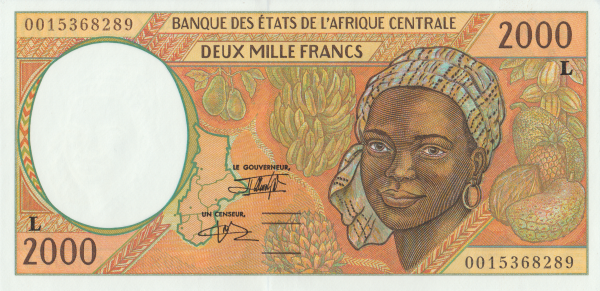 0015368289
BANQUE DES ÉTATS DE L'AFRIQUE CENTRALE
2000
DEUX MILLE FRANCS
L
LE GOUVERNEUR,
UN CENSEUR,
L
2000
0015368289